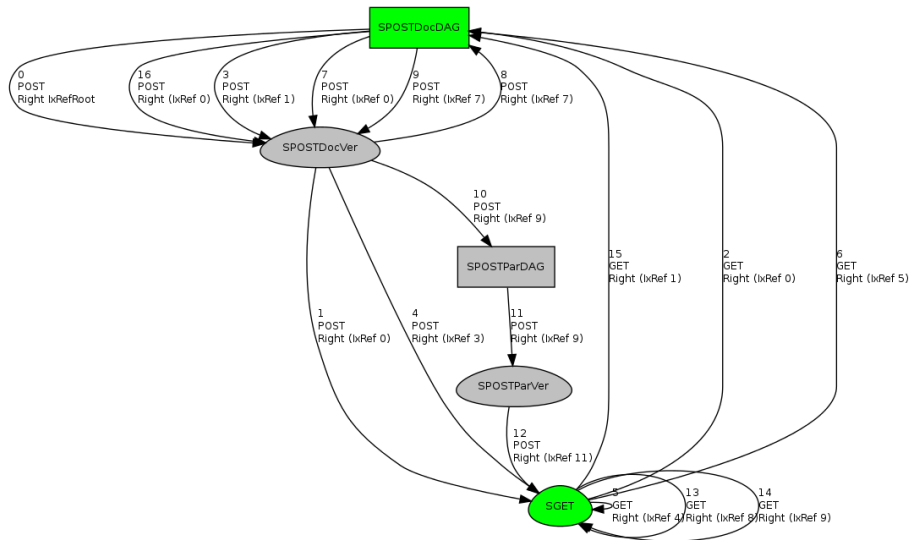 SPOSTDocDAG
0
POST
Right IxRefRoot
16
POST
Right (IxRef 0)
3
POST
Right (IxRef 1)
7
POST
Right (IxRef 0)
9
POST
Right (IxRef 7)
8
POST
Right (IxRef 7)
SPOSTDocVer
10
POST
Right (IxRef 9)
SPOSTParDAG
15
GET
Right (IxRef 1)
2
GET
Right (IxRef 0)
6
GET
Right (IxRef 5)
1
POST
Right (IxRef 0)
4
POST
Right (IxRef 3)
11
POST
Right (IxRef 9)
SPOSTParVer
12
POST
Right (IxRef 11)
SGET
5
GET
Right (IxRef 4)
13
GET
Right (IxRef 8)
14
GET
Right (IxRef 9)